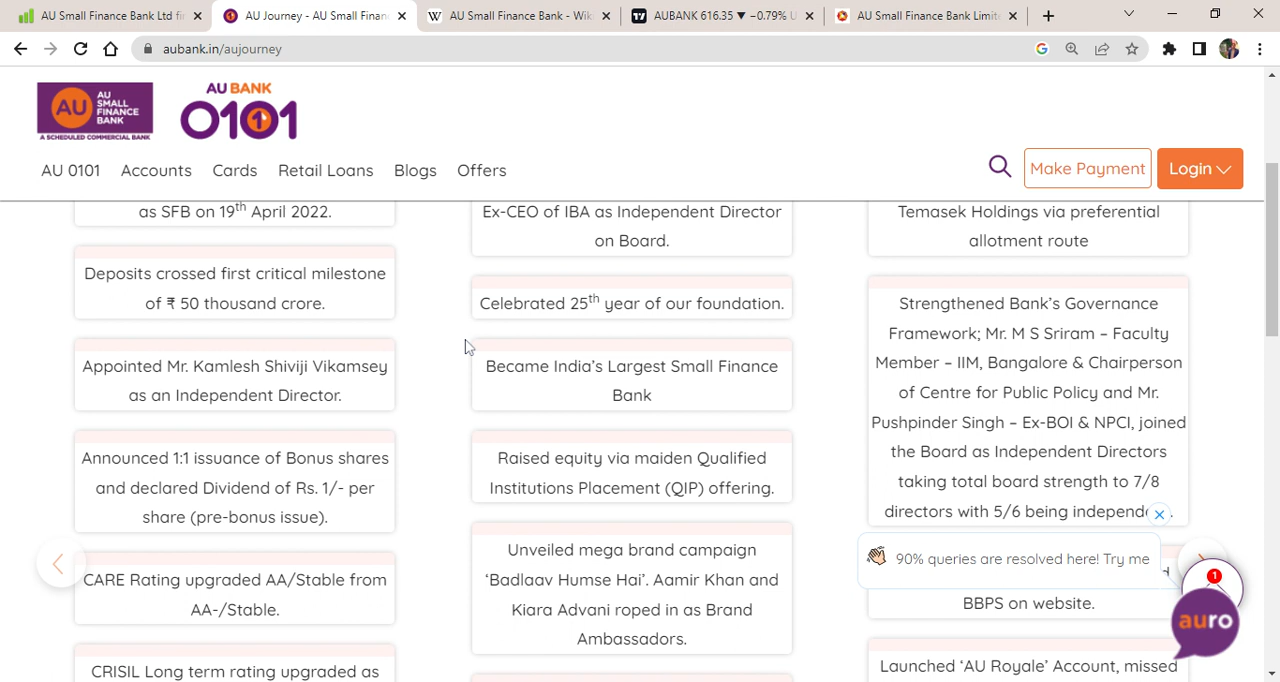 AU Small Finance Bank Ltd fin
AU Journey - AU Small Finan
AU Small Finance Bank - Wik
AUBANK 616.35 ▼ −0.79% U
AU Small Finance Bank Limite
aubank.in/aujourney
AU
AU SMALL FINANCE BANK
A SCHEDULED COMMERCIAL BANK
AU BANK
0101
AU 0101 Accounts Cards Retail Loans Blogs Offers
Make Payment
Login
as SFB on 19th April 2022.
Deposits crossed first critical milestone
of ₹ 50 thousand crore.
Appointed Mr. Kamlesh Shiviji Vikamsey
as an Independent Director.
Announced 1:1 issuance of Bonus shares
and declared Dividend of Rs. 1/- per
share (pre-bonus issue).
CARE Rating upgraded AA/Stable from
AA-/Stable.
CRISIL Long term rating upgraded as
Ex-CEO of IBA as Independent Director
on Board.
Celebrated 25th year of our foundation.
Became India's Largest Small Finance
Bank
Raised equity via maiden Qualified
Institutions Placement (QIP) offering.
Unveiled mega brand campaign
'Badlaav Humse Hai'. Aamir Khan and
Kiara Advani roped in as Brand
Ambassadors.
Temasek Holdings via preferential
allotment route
Strengthened Bank's Governance
Framework; Mr. M S Sriram – Faculty
Member – IIM, Bangalore & Chairperson
of Centre for Public Policy and Mr.
Pushpinder Singh – Ex-BOI & NPCI, joined
the Board as Independent Directors
taking total board strength to 7/8
directors with 5/6 being independ
90% queries are resolved here! Try me
BBPS on website.
Launched 'AU Royale' Account, missed
1
auro